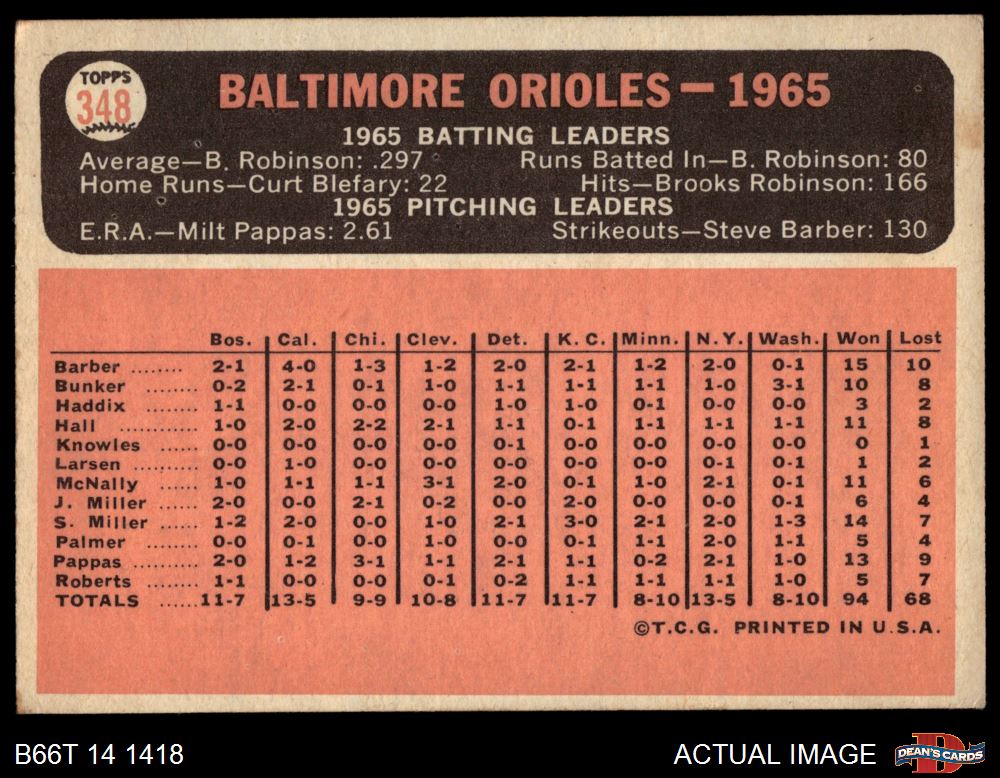 TOPPS
348
BALTIMORE ORIOLES — 1965
1965 BATTING LEADERS
Average—B. Robinson: .297 Runs Batted In—B. Robinson: 80
Home Runs—Curt Blefary: 22 Hits—Brooks Robinson: 166
1965 PITCHING LEADERS
E.R.A.—Milt Pappas: 2.61 Strikeouts—Steve Barber: 130
Bos. Cal. Chi. Clev. Det. K. C. Minn. N. Y. Wash. Won Lost
Barber ........ 2-1 4-0 1-3 1-2 2-0 2-1 1-2 2-0 0-1 15 10
Bunker ........ 0-2 2-1 0-1 1-0 1-1 1-1 1-1 1-0 3-1 10 8
Haddix ........ 1-1 0-0 0-0 0-0 1-0 1-0 0-1 0-0 0-0 3 2
Hall ............ 1-0 2-0 2-2 2-1 1-1 0-1 1-1 1-1 1-1 11 8
Knowles ...... 0-0 0-0 0-0 0-0 0-1 0-0 0-0 0-0 0-0 0 1
Larsen .......... 0-0 1-0 0-0 0-0 0-0 0-0 0-0 0-1 0-1 1 2
McNally ...... 1-0 1-1 1-1 3-1 2-0 0-0 1-0 2-1 0-1 11 6
J. Miller ...... 2-0 0-0 2-1 0-2 0-0 2-0 0-0 0-0 0-1 6 4
S. Miller ...... 1-2 2-0 0-0 1-0 2-1 3-0 2-1 2-0 1-3 14 7
Palmer ........ 0-0 0-1 0-0 1-0 0-0 0-1 0-1 2-0 1-1 5 4
Pappas ........ 2-0 1-2 3-1 1-1 2-1 1-1 0-2 2-0 1-0 13 9
Roberts ...... 1-1 0-0 0-0 0-1 0-2 1-1 1-1 1-1 1-0 5 7
TOTALS ......11-7 13-5 9-9 10-8 11-7 11-7 8-10 13-5 8-10 94 68
©T.C.G. PRINTED IN U.S.A.
B66T 14 1418 ACTUAL IMAGE DEAN'S CARDS